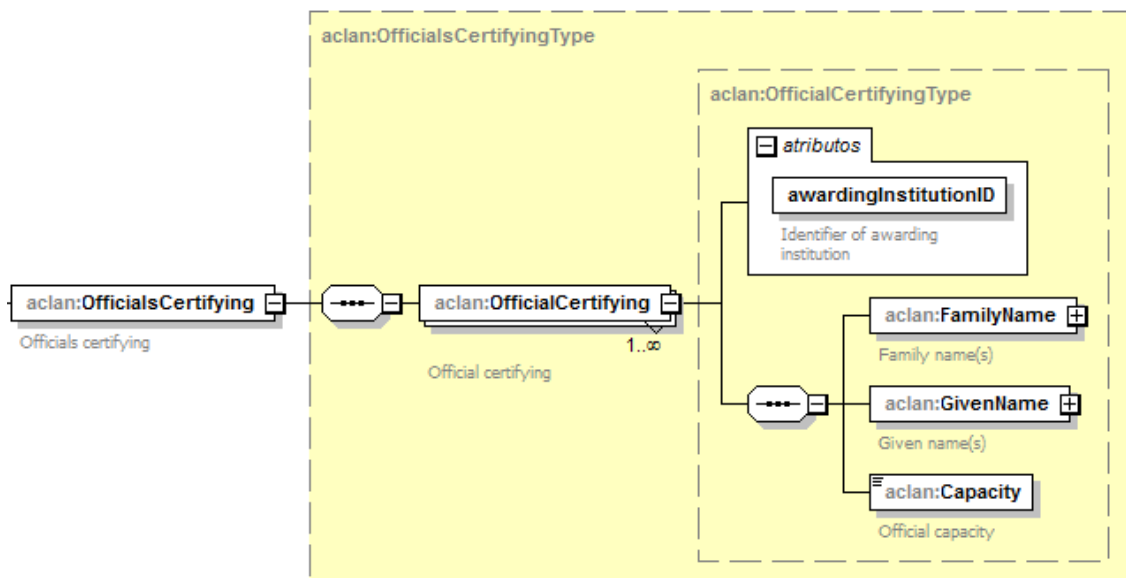 aclan:OfficialsCertifyingType
aclan:OfficialCertifyingType
atributos
awardingInstitutionID
Identifier of awarding
institution
aclan:OfficialsCertifying
Officials certifying
aclan:OfficialCertifying
1..∞
Official certifying
aclan:FamilyName
Family name(s)
aclan:GivenName
Given name(s)
aclan:Capacity
Official capacity